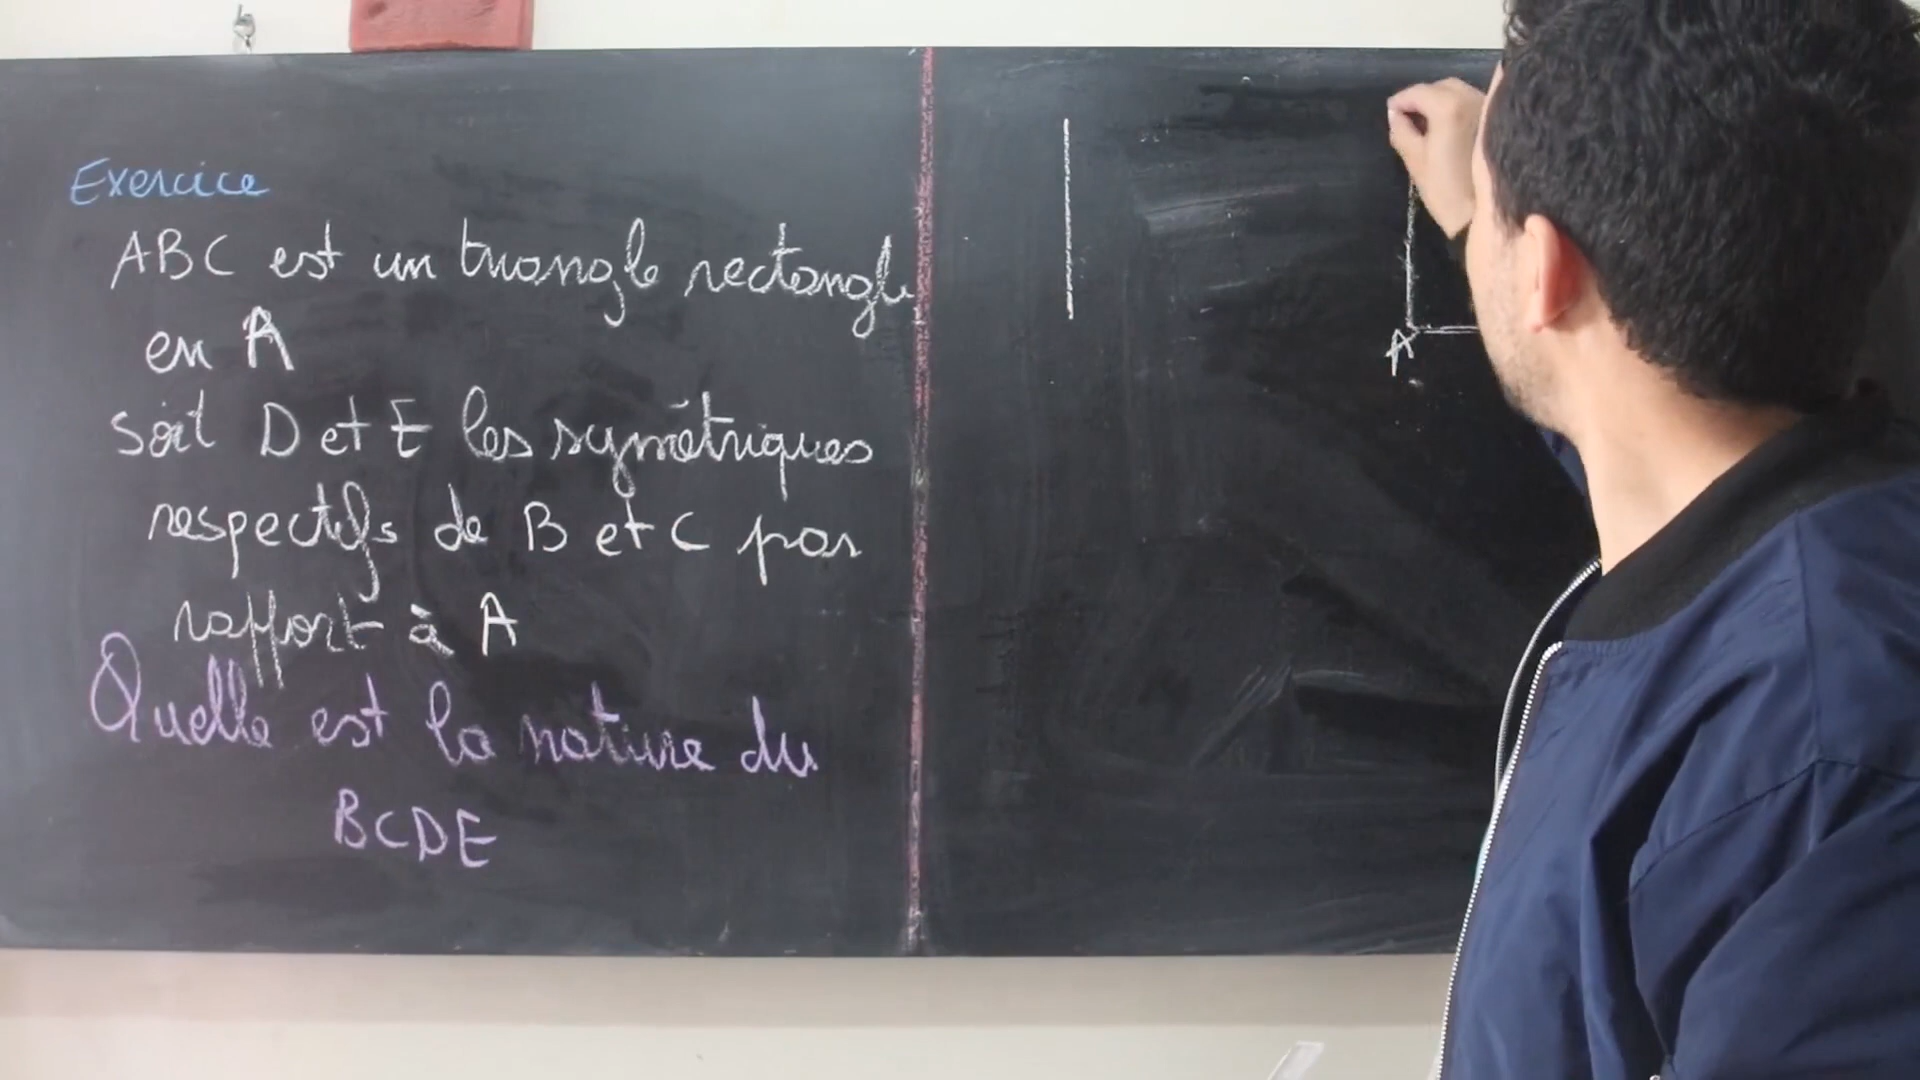 Exercice
ABC est un triangle rectangle
en A
soit D et E les symétriques
respectifs de B et C par
rapport à A
Quelle est la nature du
BCDE
A